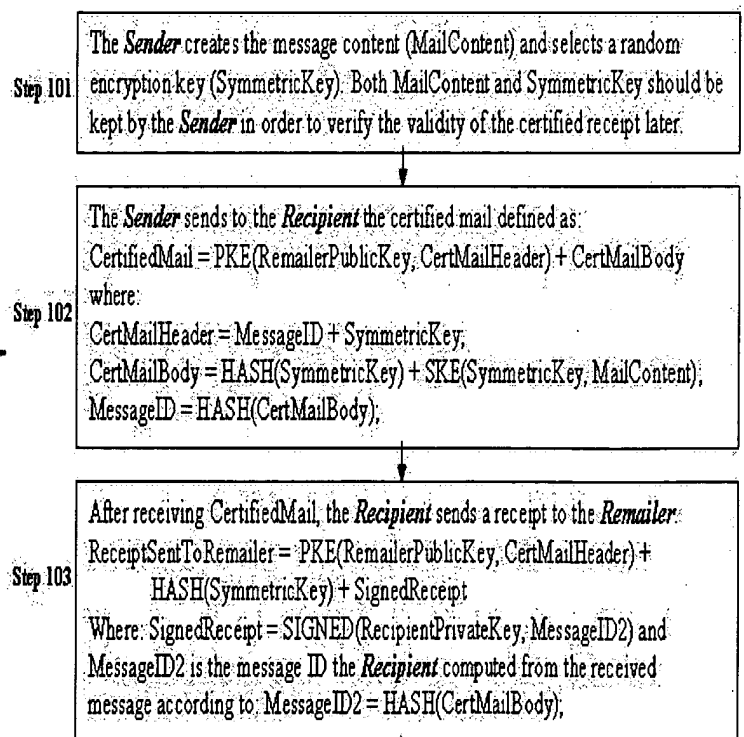 The Sender creates the message content (MailContent) and selects a random
Step 101 encryption key (SymmetricKey). Both MailContent and SymmetricKey should be
kept by the Sender in order to verify the validity of the certified receipt later.
The Sender sends to the Recipient the certified mail defined as:
CertifiedMail = PKE(RemailerPublicKey, CertMailHeader) + CertMailBody
where:
Step 102
CertMailHeader = MessageID + SymmetricKey,
CertMailBody = HASH(SymmetricKey) + SKE(SymmetricKey, MailContent),
MessageID = HASH(CertMailBody);
After receiving CertifiedMail, the Recipient sends a receipt to the Remailer.
ReceiptSentToRemailer = PKE(RemailerPublicKey, CertMailHeader) +
Step 103 HASH(SymmetricKey) + SignedReceipt
Where: SignedReceipt = SIGNED(RecipientPrivateKey, MessageID2) and
MessageID2 is the message ID the Recipient computed from the received
message according to: MessageID2 = HASH(CertMailBody);